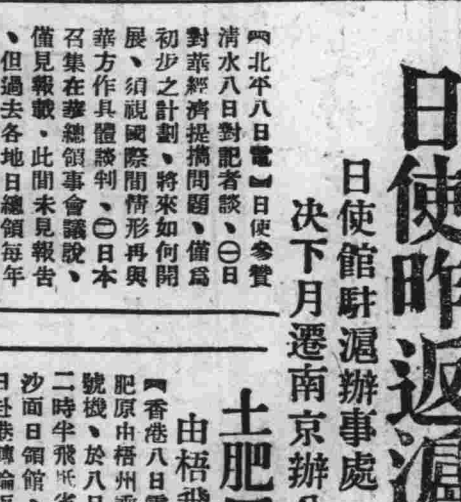 日使昨返滬
日使館駐滬辦事處
决下月遷南京辦
【北平八日電】日使參贊
清水八日對記者談、㊀日
對華經濟提攜問題、僅爲
初步之計劃、將來如何開
展、須視國際間情形再與
華方作具體談判、㊁日本
召集在華總領事會議說、
僅見報載、此間未見報告
、但過去各地日總領每年
土肥
由梧飛
【香港八日電
肥原由梧州乘
號機、於八日
二時半飛抵省
沙面日領館、
日赴港轉